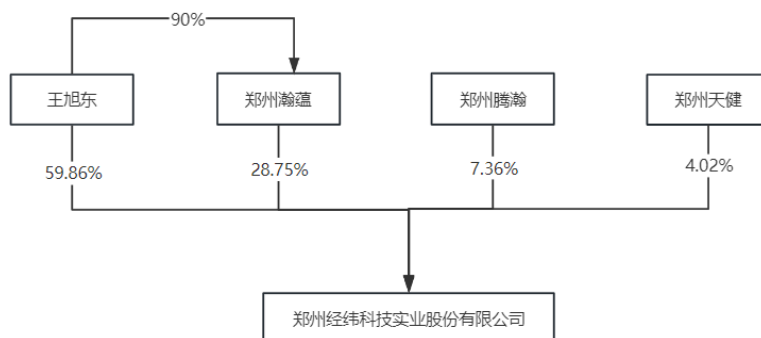 90%
王旭东
郑州瀚蕴
郑州腾瀚
郑州天健
59.86%
28.75%
7.36%
4.02%
郑州经纬科技实业股份有限公司